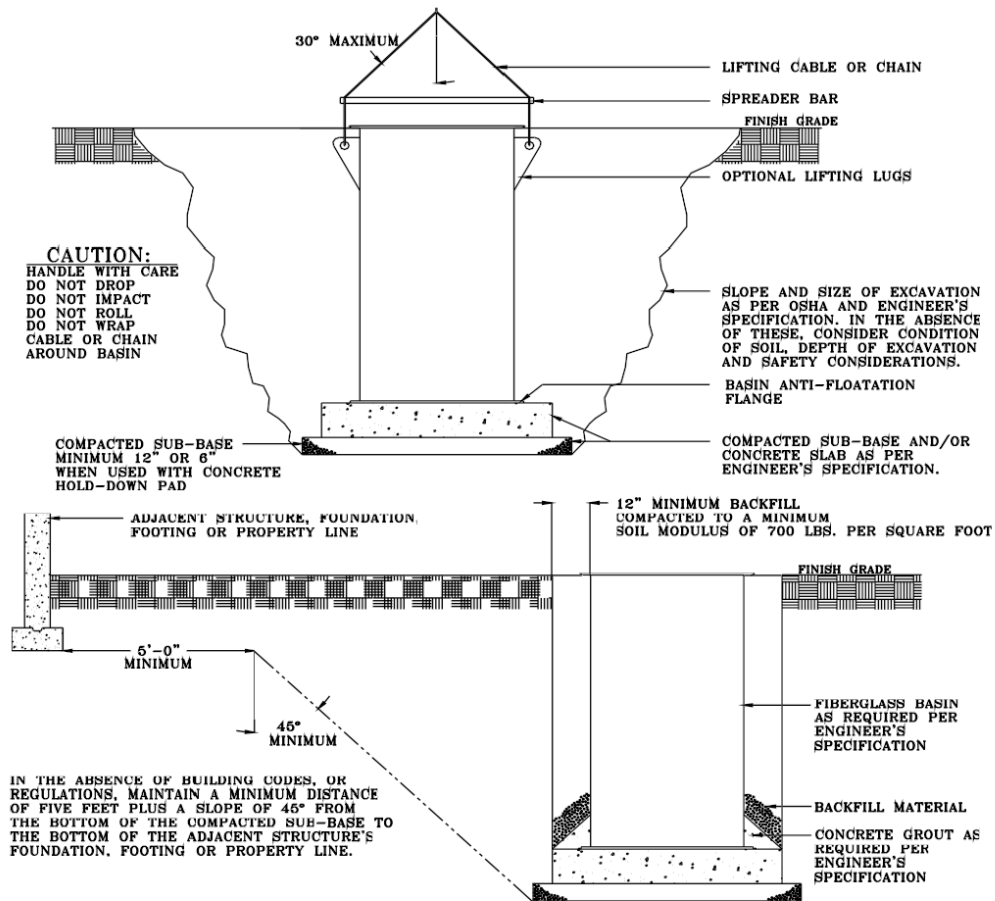 30° MAXIMUM
LIFTING CABLE OR CHAIN
SPREADER BAR
FINISH GRADE
OPTIONAL LIFTING LUGS
CAUTION:
HANDLE WITH CARE
DO NOT DROP
DO NOT IMPACT
DO NOT ROLL
DO NOT WRAP
CABLE OR CHAIN
AROUND BASIN
SLOPE AND SIZE OF EXCAVATION
AS PER OSHA AND ENGINEER'S
SPECIFICATION. IN THE ABSENCE
OF THESE, CONSIDER CONDITION
OF SOIL, DEPTH OF EXCAVATION
AND SAFETY CONSIDERATIONS.
BASIN ANTI-FLOATATION
FLANGE
COMPACTED SUB-BASE
MINIMUM 12" OR 6"
WHEN USED WITH CONCRETE
HOLD-DOWN PAD
COMPACTED SUB-BASE AND/OR
CONCRETE SLAB AS PER
ENGINEER'S SPECIFICATION.
ADJACENT STRUCTURE, FOUNDATION,
FOOTING OR PROPERTY LINE
12" MINIMUM BACKFILL
COMPACTED TO A MINIMUM
SOIL MODULUS OF 700 LBS. PER SQUARE FOOT
FINISH GRADE
5'-0"
MINIMUM
45°
MINIMUM
FIBERGLASS BASIN
AS REQUIRED PER
ENGINEER'S
SPECIFICATION
IN THE ABSENCE OF BUILDING CODES, OR
REGULATIONS, MAINTAIN A MINIMUM DISTANCE
OF FIVE FEET PLUS A SLOPE OF 45° FROM
THE BOTTOM OF THE COMPACTED SUB-BASE TO
THE BOTTOM OF THE ADJACENT STRUCTURE'S
FOUNDATION, FOOTING OR PROPERTY LINE.
BACKFILL MATERIAL
CONCRETE GROUT AS
REQUIRED PER
ENGINEER'S
SPECIFICATION